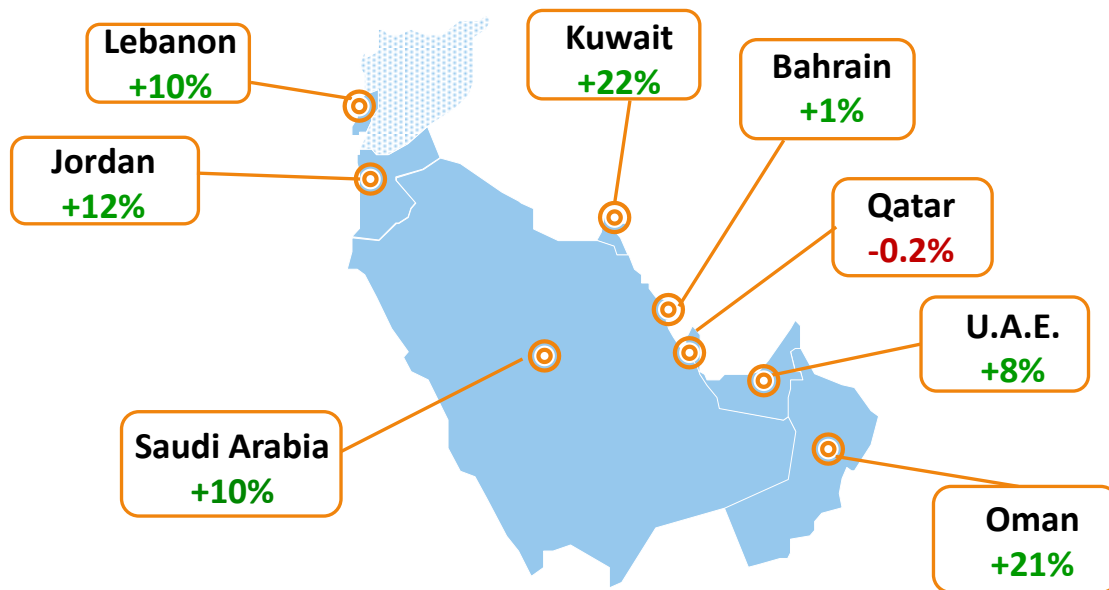 Lebanon
+10%
Kuwait
+22%
Bahrain
+1%
Jordan
+12%
Qatar
-0.2%
U.A.E.
+8%
Saudi Arabia
+10%
Oman
+21%